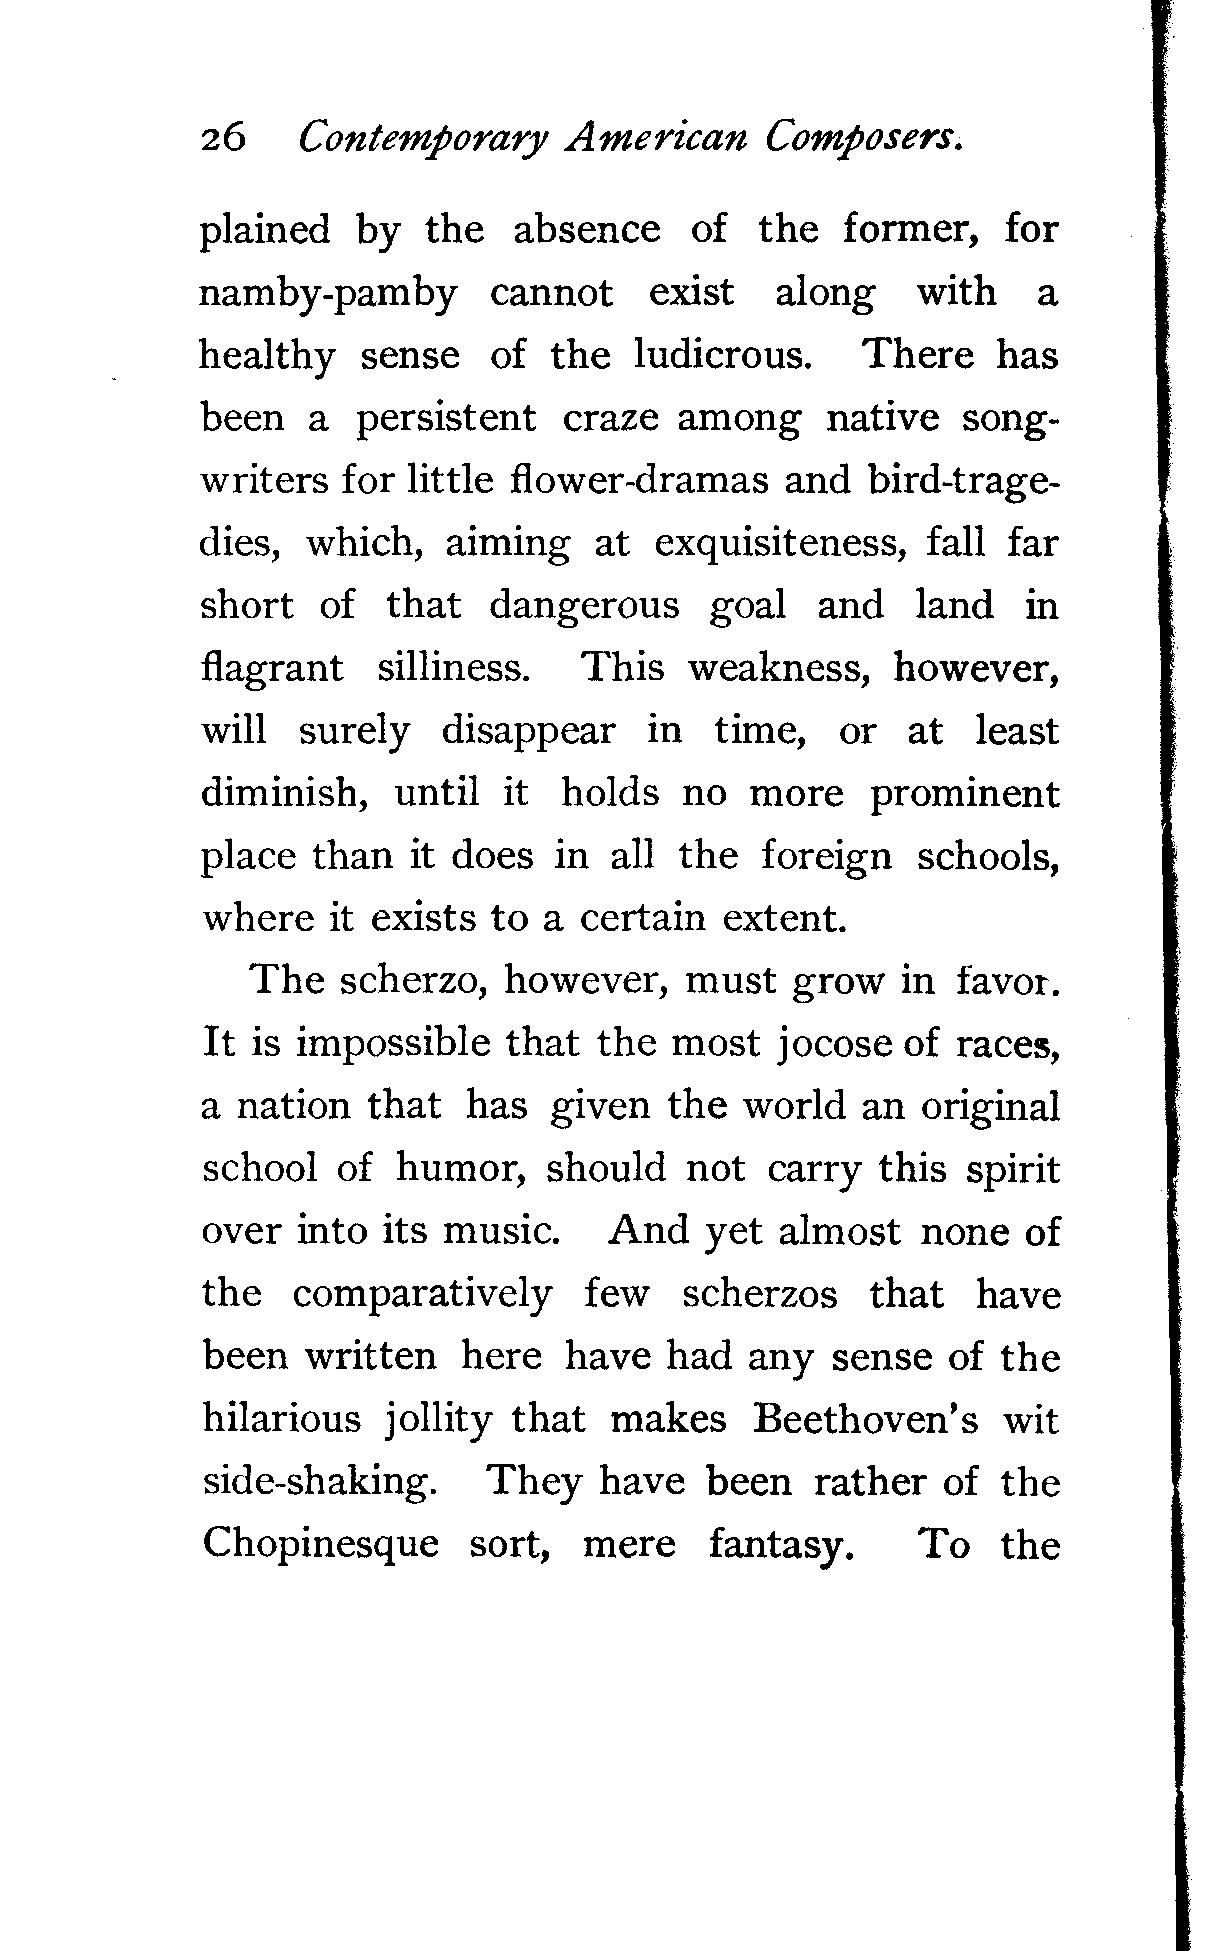 26 Contemporary American Composers.
plained by the absence of the former, for
namby-pamby cannot exist along with a
healthy sense of the ludicrous. There has
been a persistent craze among native song-
writers for little flower-dramas and bird-trage-
dies, which, aiming at exquisiteness, fall far
short of that dangerous goal and land in
flagrant silliness. This weakness, however,
will surely disappear in time, or at least
diminish, until it holds no more prominent
place than it does in all the foreign schools,
where it exists to a certain extent.
The scherzo, however, must grow in favor.
It is impossible that the most jocose of races,
a nation that has given the world an original
school of humor, should not carry this spirit
over into its music. And yet almost none of
the comparatively few scherzos that have
been written here have had any sense of the
hilarious jollity that makes Beethoven's wit
side-shaking. They have been rather of the
Chopinesque sort, mere fantasy. To the